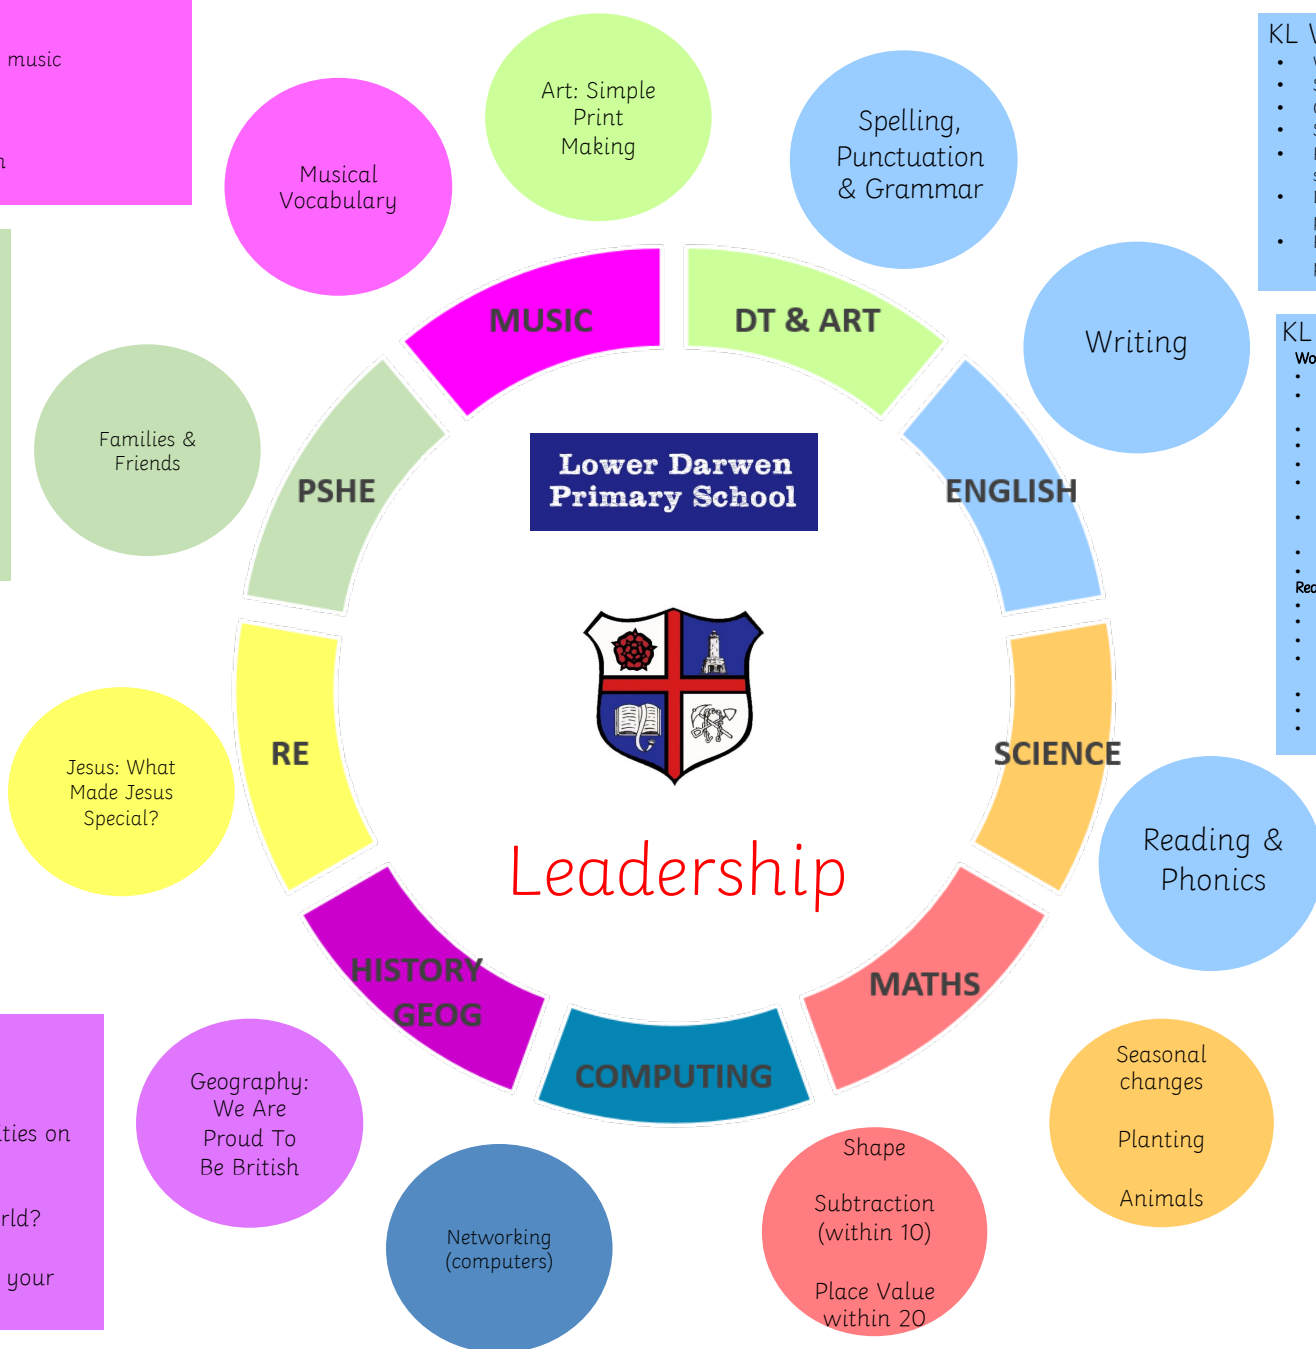 music
Musical
Vocabulary
Art: Simple
Print
Making
Spelling,
Punctuation
& Grammar
KL
Writing
KL
Families &
Friends
MUSIC
DT & ART
PSHE
ENGLISH
Lower Darwen
Primary School
RE
SCIENCE
Jesus: What
Made Jesus
Special?
Leadership
Reading &
Phonics
HISTORY
GEOG
MATHS
COMPUTING
on
your
Geography:
We Are
Proud To
Be British
Networking
(computers)
Shape
Subtraction
(within 10)
Place Value
within 20
Seasonal
changes
Planting
Animals